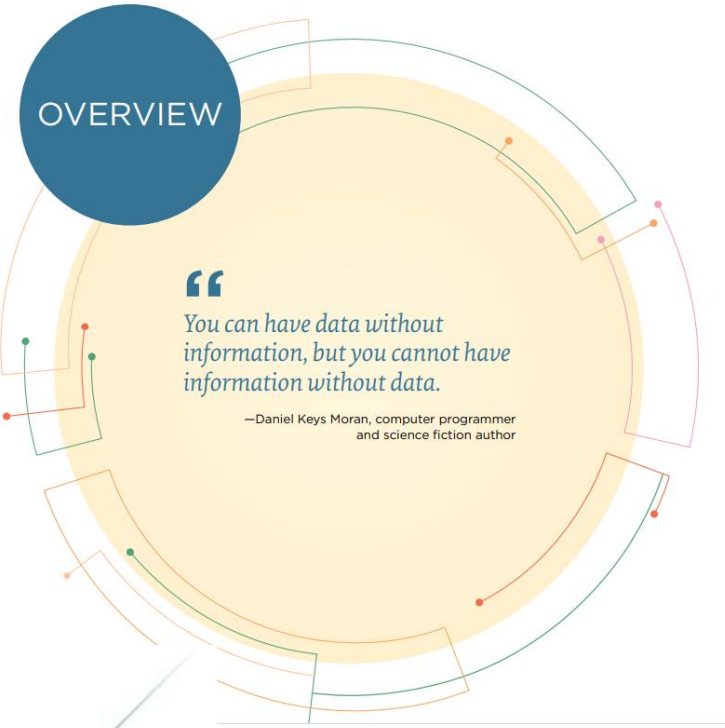 OVERVIEW
“
You can have data without
information, but you cannot have
information without data.
—Daniel Keys Moran, computer programmer
and science fiction author